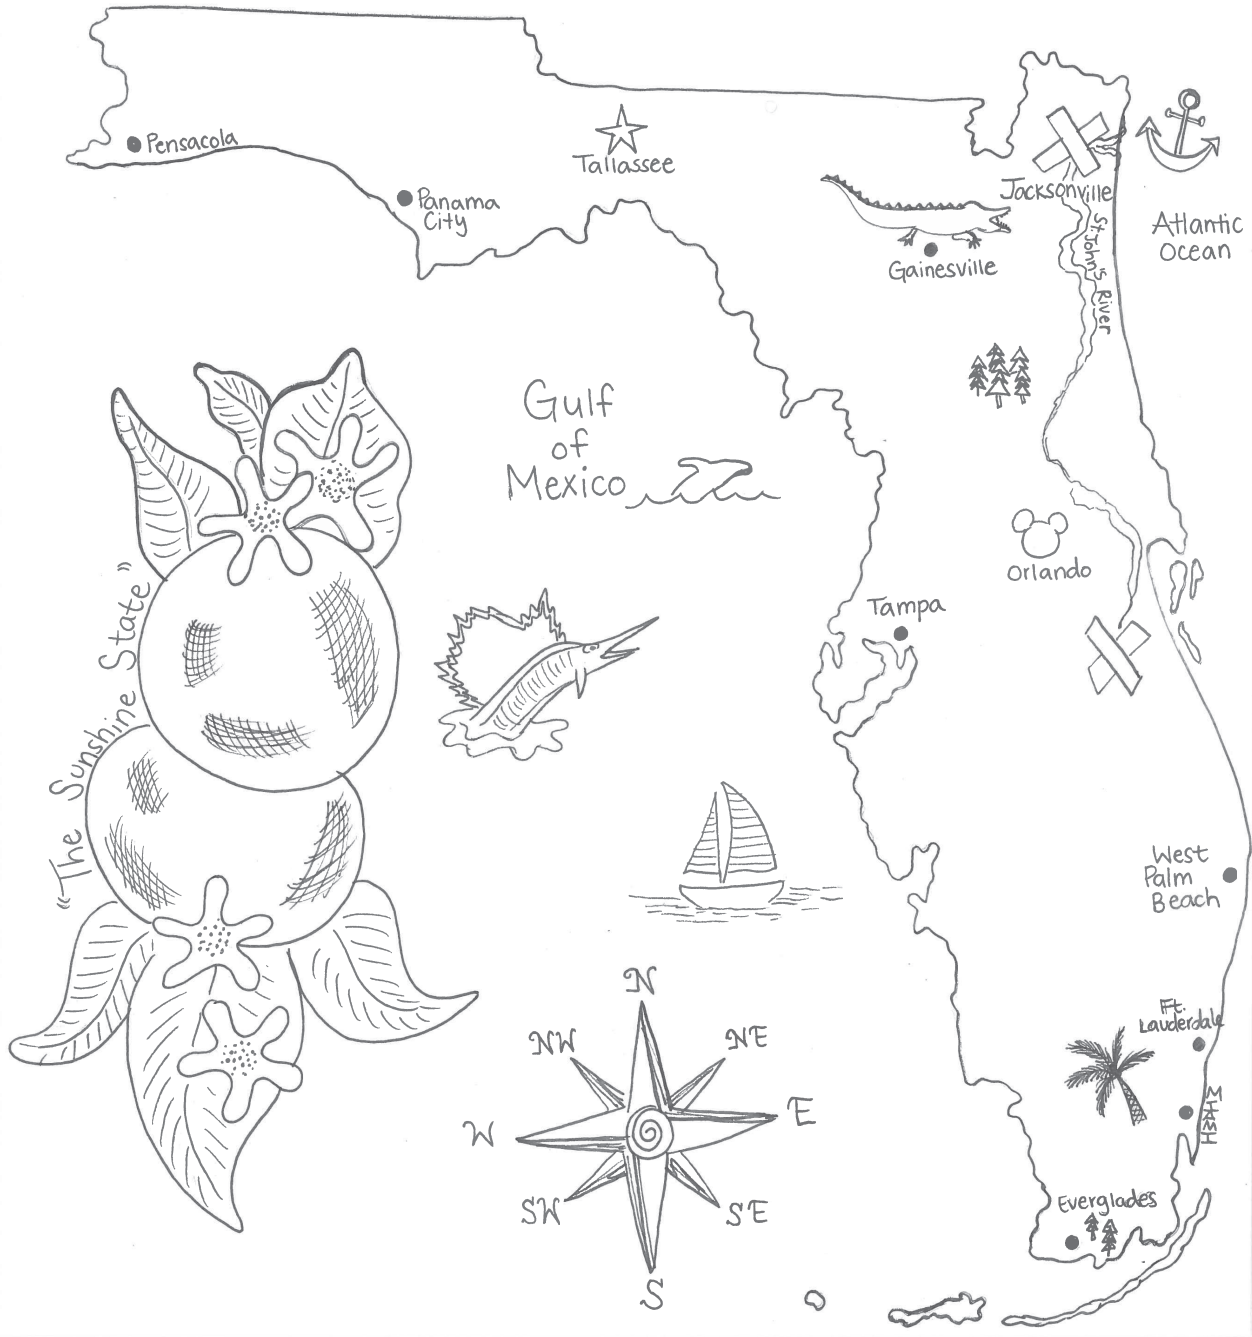 Pensacola
Panama
City
Tallassee
Jacksonville
St John's River
Gainesville
Atlantic
Ocean
Gulf
of
Mexico
Orlando
Tampa
"The Sunshine State"
West
Palm
Beach
Ft.
Lauderdale
MIAMI
Everglades
N
NE
E
SE
S
SW
W
NW